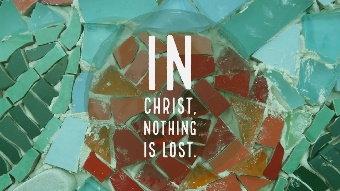 IN
CHRIST,
NOTHING
IS LOST.